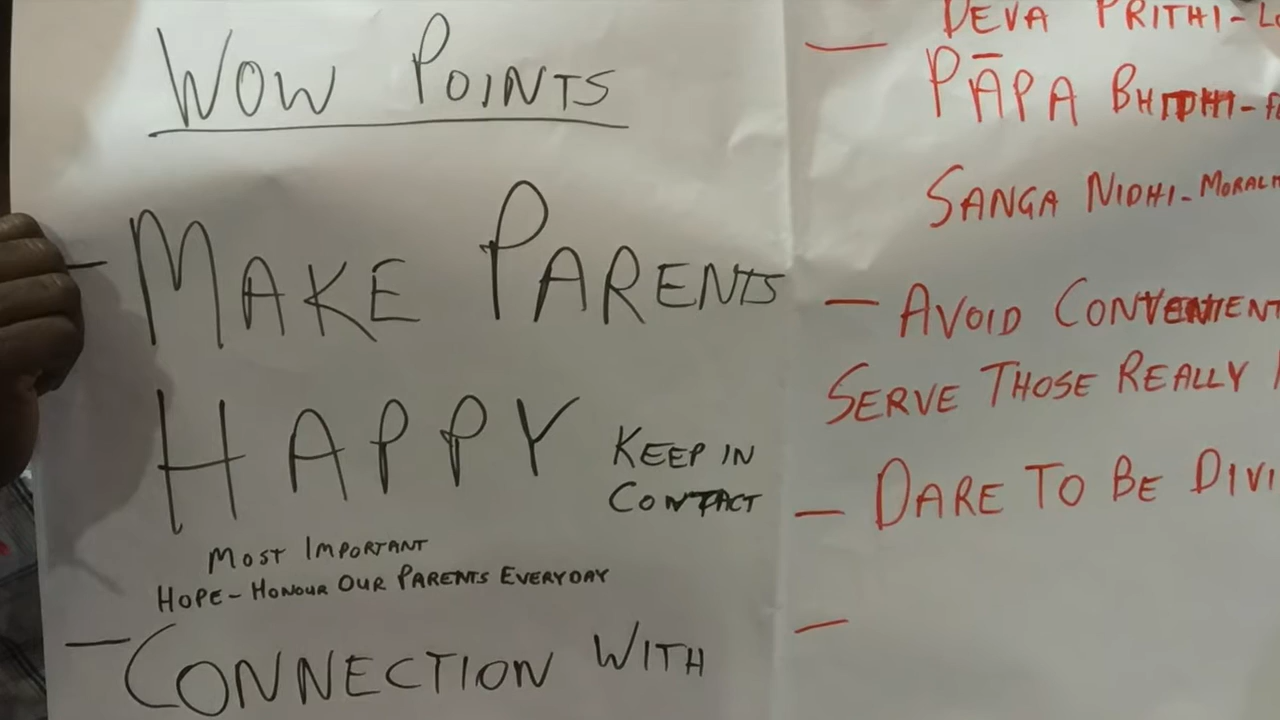 WOW POINTS
- MAKE PARENTS
HAPPY
KEEP IN
CONTACT
MOST IMPORTANT
HOPE - HONOUR OUR PARENTS EVERYDAY
- CONNECTION WITH
- DEVA PRITHI -
PĀPA BHIDHI -
SANGA NIDHI -
- AVOID
SERVE THOSE REALLY
- DARE TO BE
-